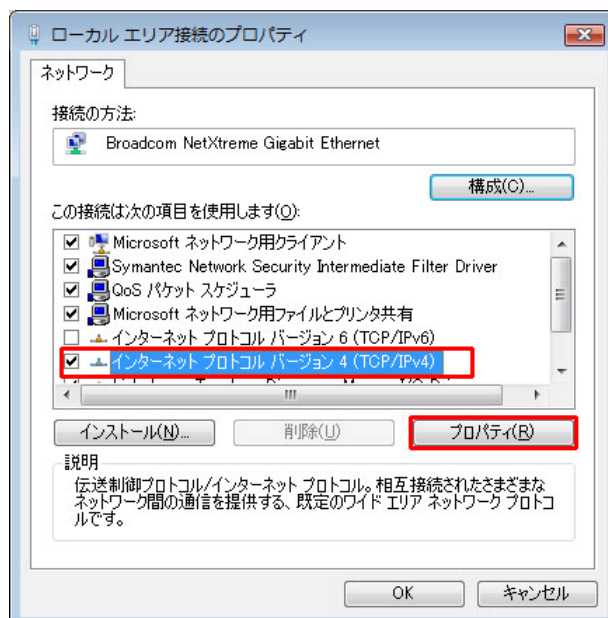 ローカル エリア接続のプロパティ
ネットワーク
接続の方法:
Broadcom NetXtreme Gigabit Ethernet
構成(C)...
この接続は次の項目を使用します(O):
Microsoft ネットワーク用クライアント
Symantec Network Security Intermediate Filter Driver
QoS パケット スケジューラ
Microsoft ネットワーク用ファイルとプリンタ共有
インターネット プロトコル バージョン 6 (TCP/IPv6)
インターネット プロトコル バージョン 4 (TCP/IPv4)
インストール(N)... 削除(U) プロパティ(R)
説明
伝送制御プロトコル/インターネット プロトコル。相互接続されたさまざまな
ネットワーク間の通信を提供する、既定のワイド エリア ネットワーク プロトコ
ルです。
OK キャンセル